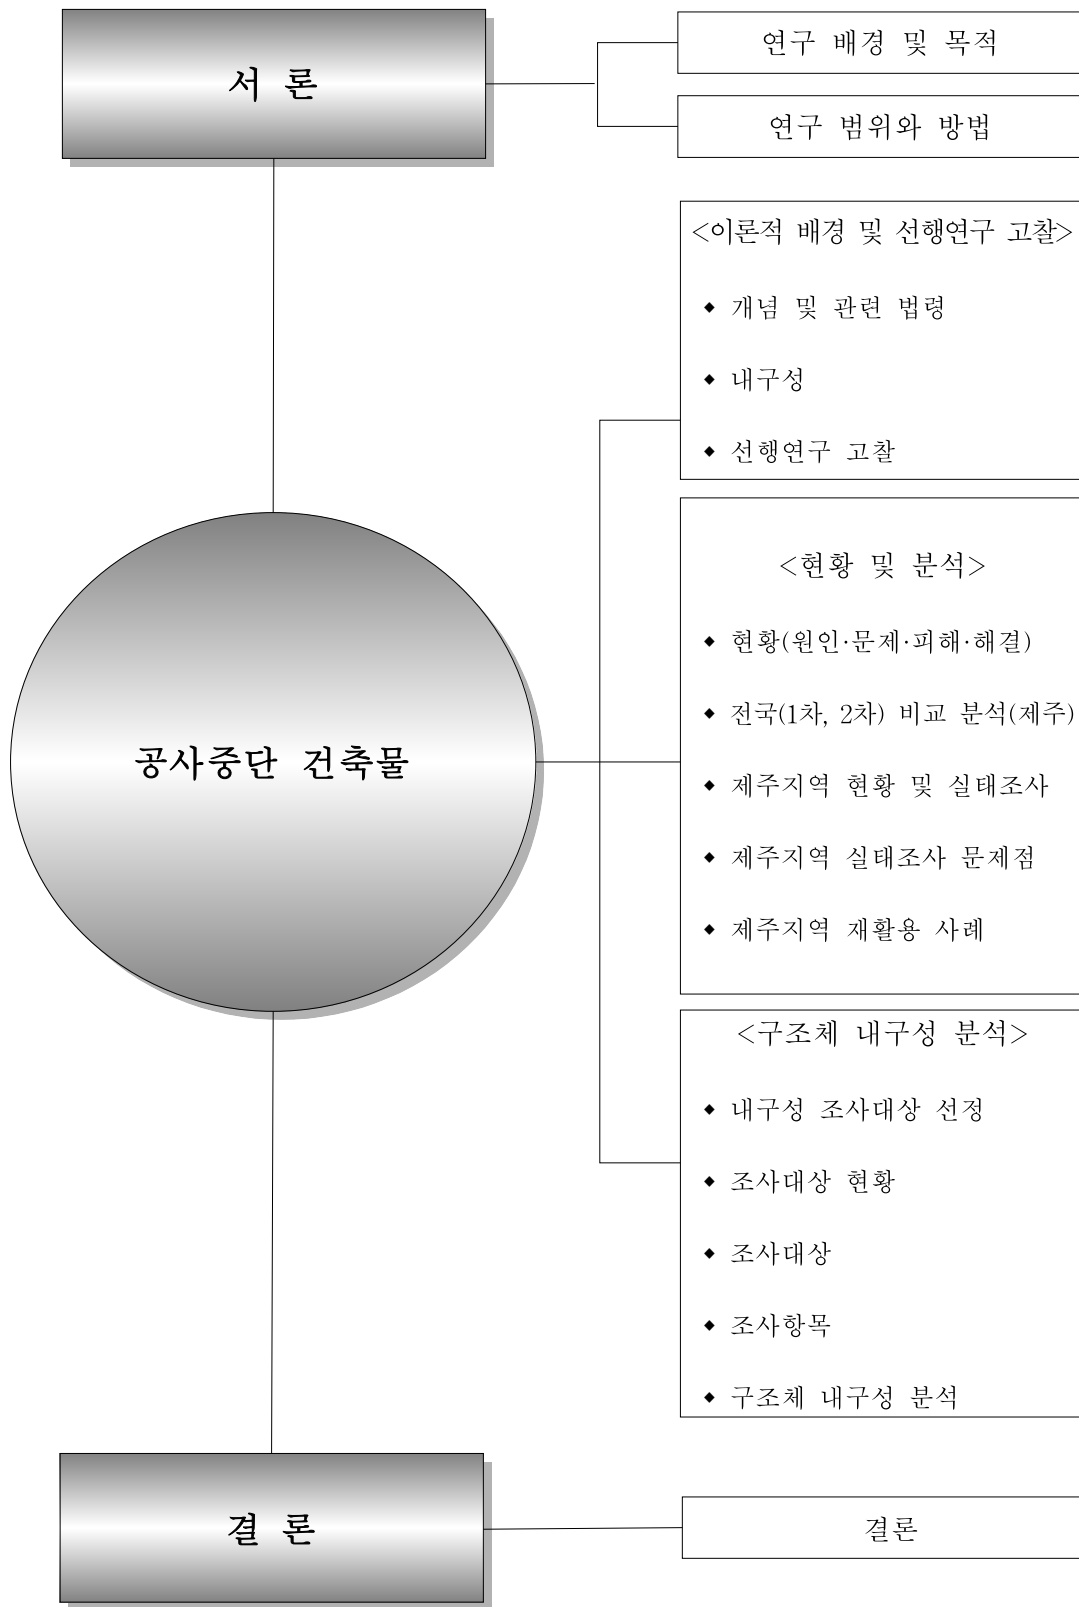 서 론
연구 배경 및 목적
연구 범위와 방법
<이론적 배경 및 선행연구 고찰>
◆ 개념 및 관련 법령
◆ 내구성
◆ 선행연구 고찰
공사중단 건축물
<현황 및 분석>
◆ 현황(원인·문제·피해·해결)
◆ 전국(1차, 2차) 비교 분석(제주)
◆ 제주지역 현황 및 실태조사
◆ 제주지역 실태조사 문제점
◆ 제주지역 재활용 사례
<구조체 내구성 분석>
◆ 내구성 조사대상 선정
◆ 조사대상 현황
◆ 조사대상
◆ 조사항목
◆ 구조체 내구성 분석
결 론
결론